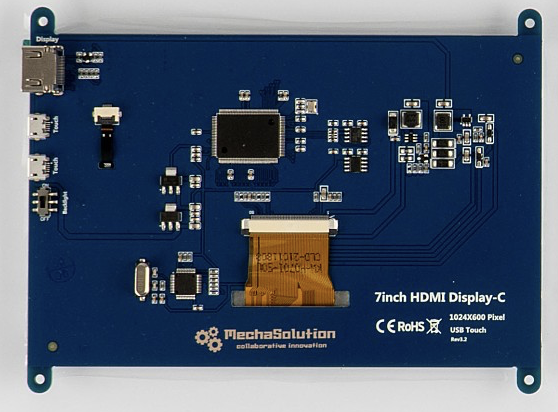 Display
Touch
Touch
Backlight
7inch HDMI Display-C
1024X600 Pixel
CE RoHS
USB Touch
Rev3.2
MechaSolution
collaborative innovation